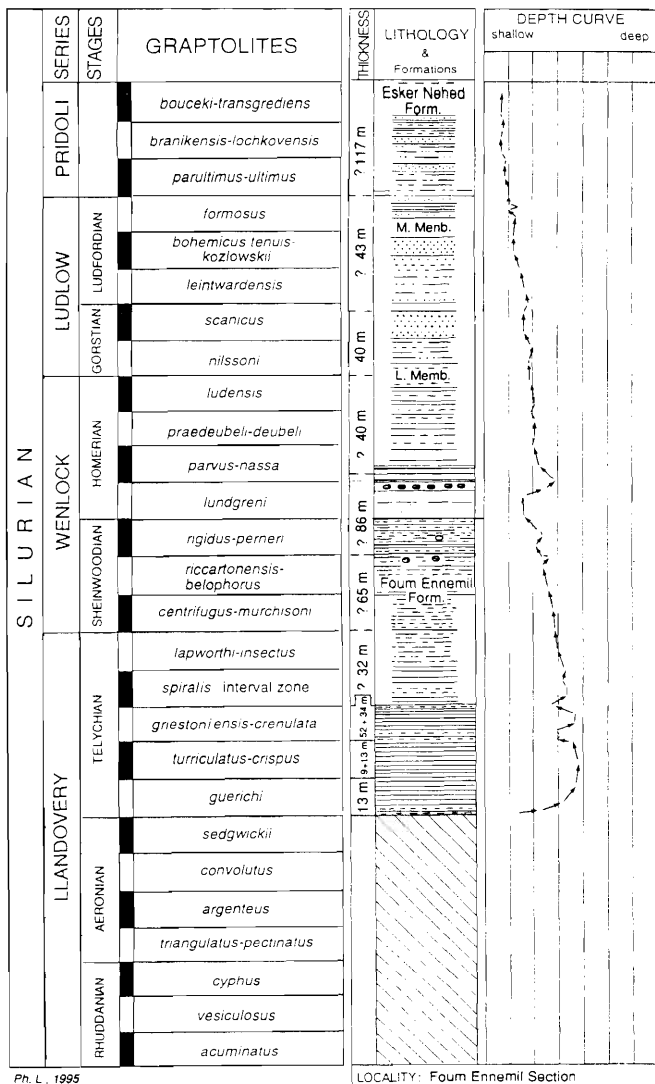 SERIES
STAGES
GRAPTOLITES
THICKNESS
LITHOLOGY
&
Formations
DEPTH CURVE
shallow
deep
SILURIAN
PRIDOLI
LUDLOW
WENLOCK
LLANDOVERY
LUDFORDIAN
GORSTIAN
HOMERIAN
SHEINWOODIAN
TELYCHIAN
AERONIAN
RHUDDANIAN
bouceki-transgrediens
branikensis-lochkovensis
parultimus-ultimus
formosus
bohemicus tenuis-
kozlowskii
leintwardensis
scanicus
nilssoni
ludensis
praedeubeli-deubeli
parvus-nassa
lundgreni
rigidus-perneri
riccartonensis-
belophorus
centrifugus-murchisoni
lapworthi-insectus
spiralis interval zone
griestoniensis-crenulata
turriculatus-crispus
guerichi
sedgwickii
convolutus
argenteus
triangulatus-pectinatus
cyphus
vesiculosus
acuminatus
? 117 m
? 43 m
40 m
? 40 m
? 86 m
? 65 m
? 32 m
52 + 34 m
9+13 m
13 m
Esker Nehed
Form.
M. Menb.
L. Memb.
Foum Ennemil
Form.
Ph. L., 1995
LOCALITY: Foum Ennemil Section